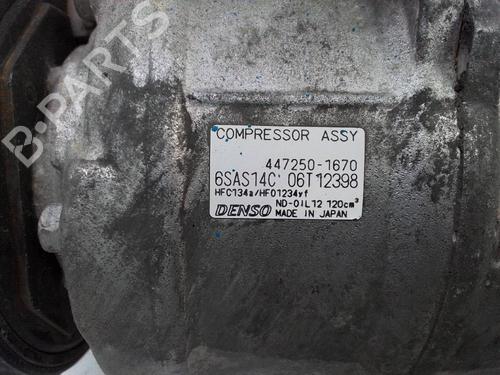 B-PARTS
COMPRESSOR ASSY
447250-1670
6SAS14C 06T12398
HFC134a/HFO1234yf
DENSO ND-OIL12 120cm³
MADE IN JAPAN